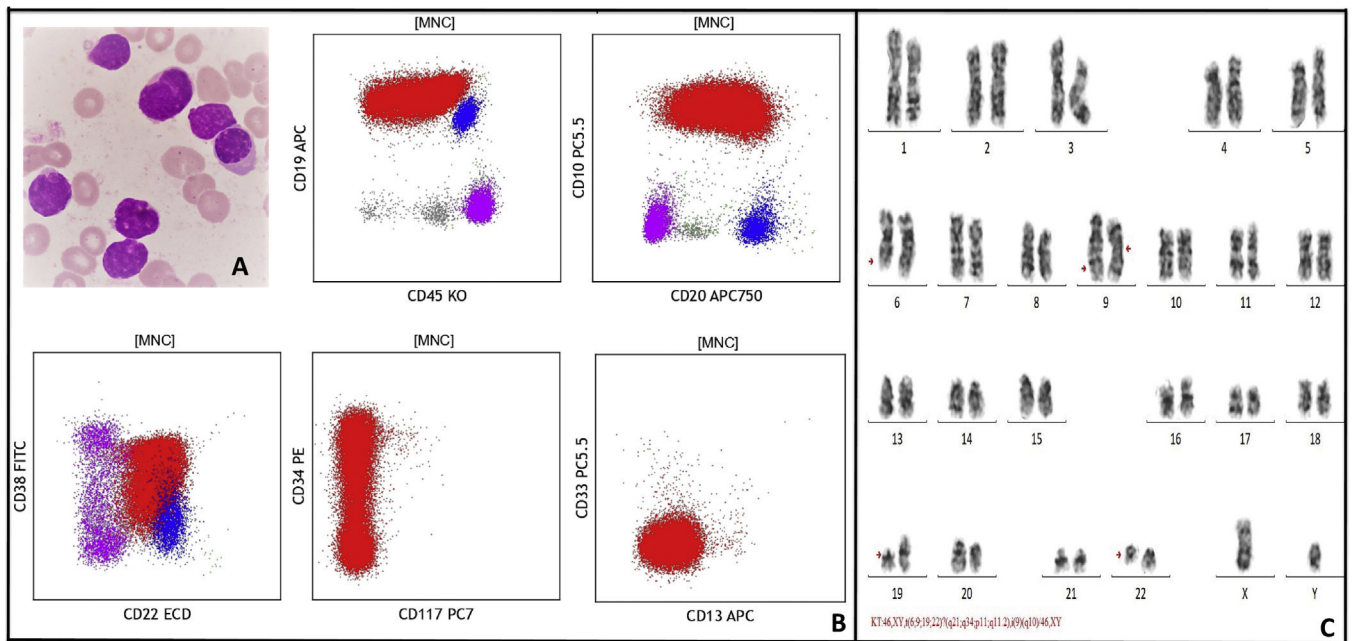 [MNC]
CD19 APC
CD45 KO
[MNC]
CD10 PC5.5
CD20 APC750
A
[MNC]
CD38 FITC
CD22 ECD
[MNC]
CD34 PE
CD117 PC7
[MNC]
CD33 PC5.5
CD13 APC
B
1 2 3 4 5
6 7 8 9 10 11 12
13 14 15 16 17 18
19 20 21 22 X Y
KT:46,XY,t(6;9;19;22)"(q21;q34;p11;q11.2),i(9)(q10)/46,XY
C